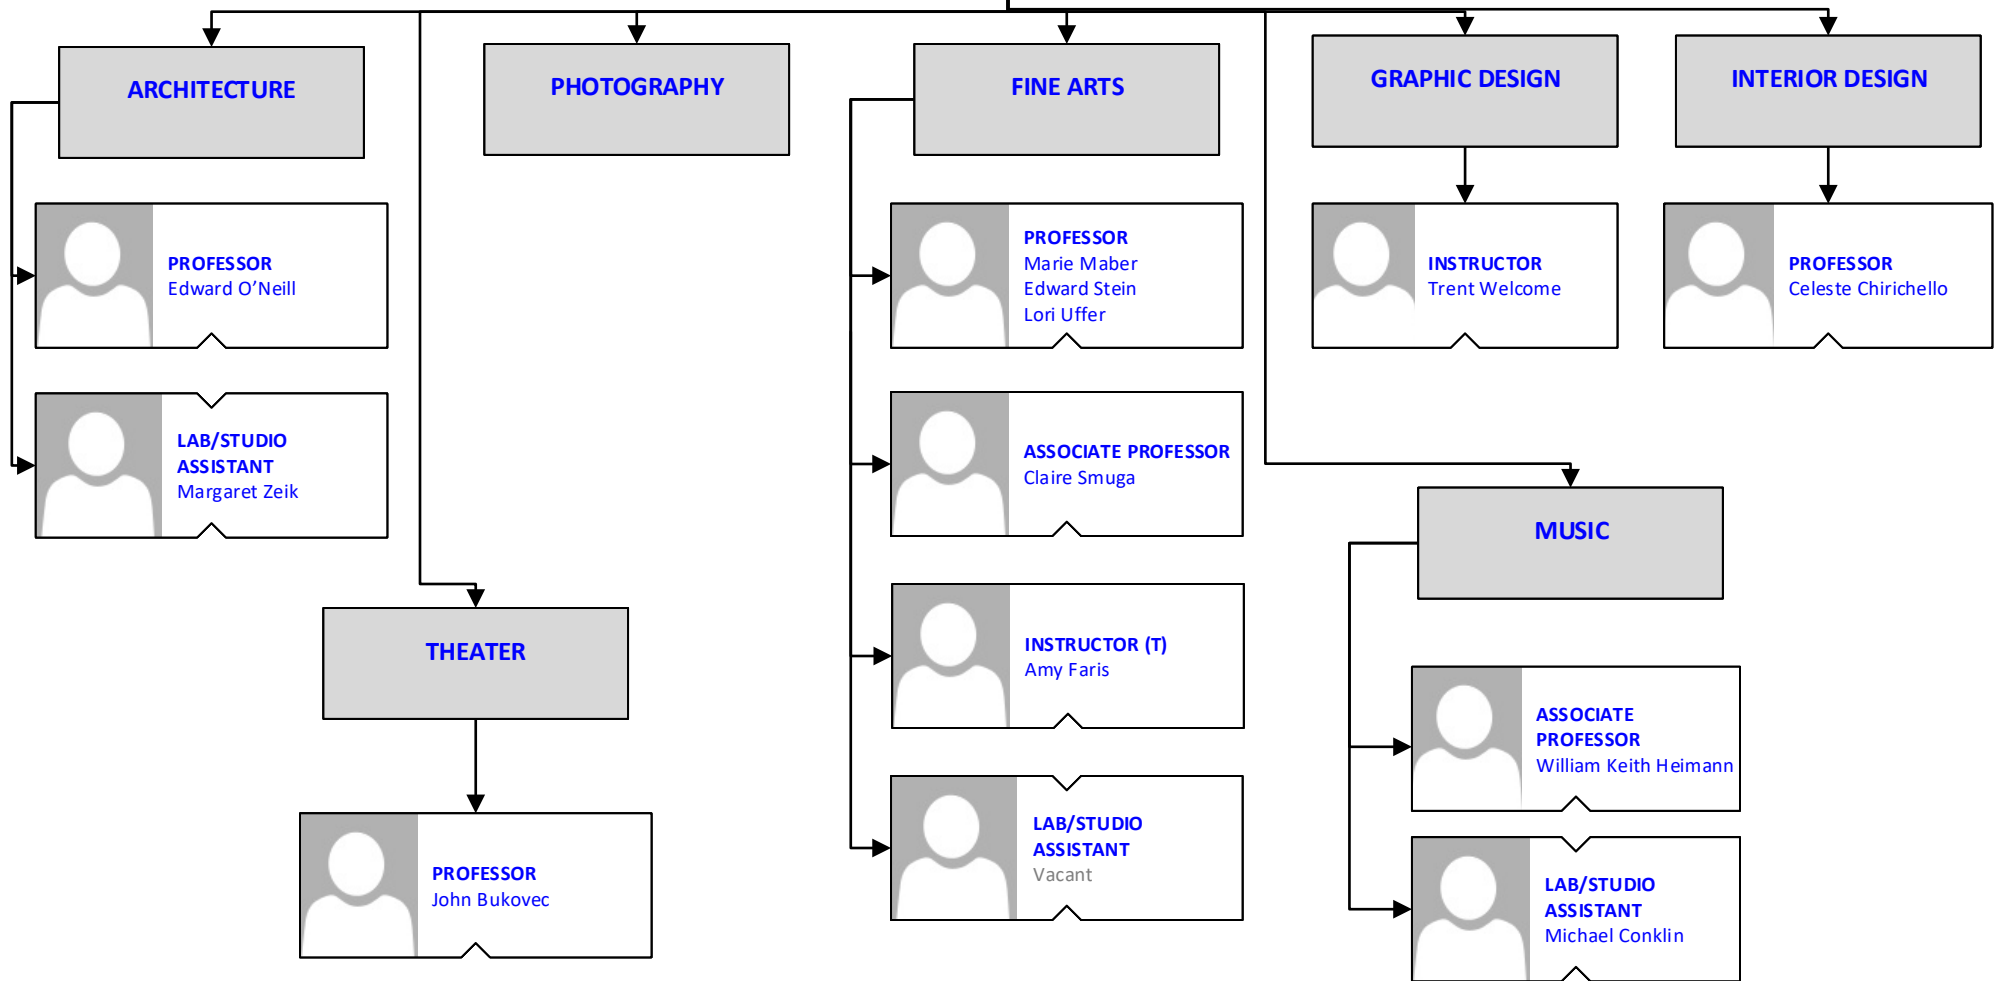 ARCHITECTURE
PHOTOGRAPHY
FINE ARTS
GRAPHIC DESIGN
INTERIOR DESIGN
PROFESSOR
Edward O’Neill
LAB/STUDIO
ASSISTANT
Margaret Zeik
THEATER
PROFESSOR
John Bukovec
PROFESSOR
Marie Maber
Edward Stein
Lori Uffer
ASSOCIATE PROFESSOR
Claire Smuga
INSTRUCTOR (T)
Amy Faris
LAB/STUDIO
ASSISTANT
Vacant
INSTRUCTOR
Trent Welcome
PROFESSOR
Celeste Chirichello
MUSIC
ASSOCIATE
PROFESSOR
William Keith Heimann
LAB/STUDIO
ASSISTANT
Michael Conklin